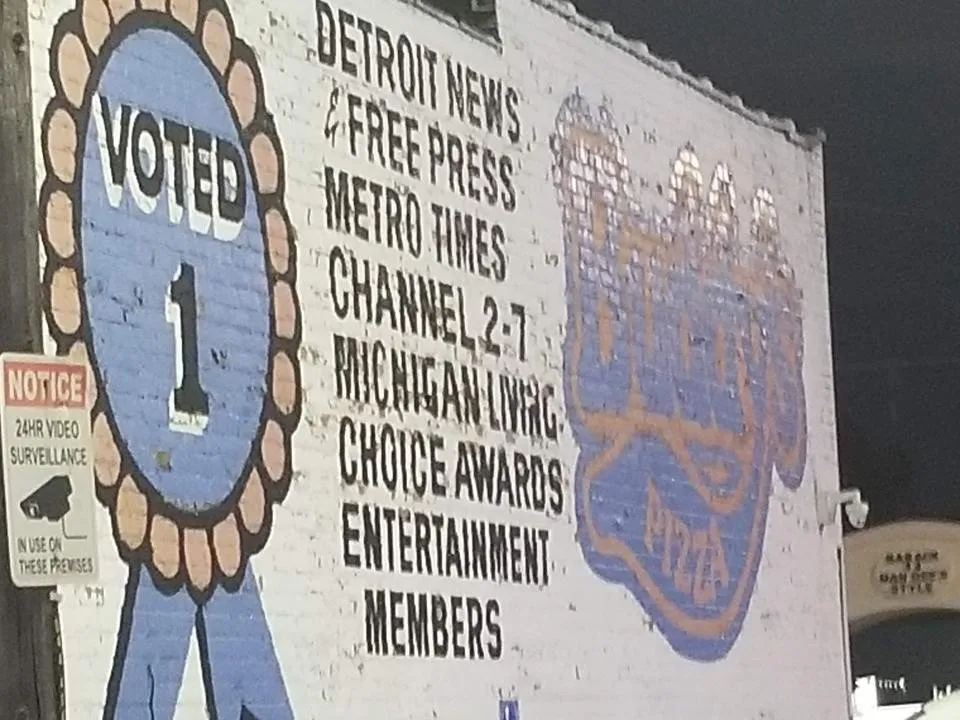 VOTED
1
DETROIT NEWS
& FREE PRESS
METRO TIMES
CHANNEL 2-7
MICHIGAN LIVING
CHOICE AWARDS
ENTERTAINMENT
MEMBERS
PIZZA
NOTICE
24HR VIDEO
SURVEILLANCE
IN USE ON
THESE PREMISES
STYLE